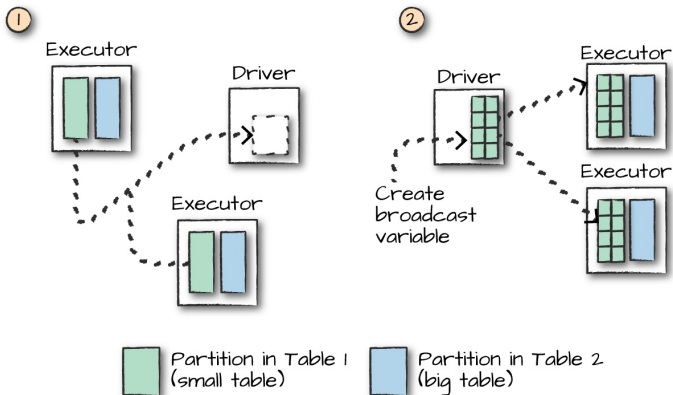 1
Executor
Driver
Executor
2
Driver
Executor
Executor
Create
broadcast
variable
Partition in Table 1
(small table)
Partition in Table 2
(big table)